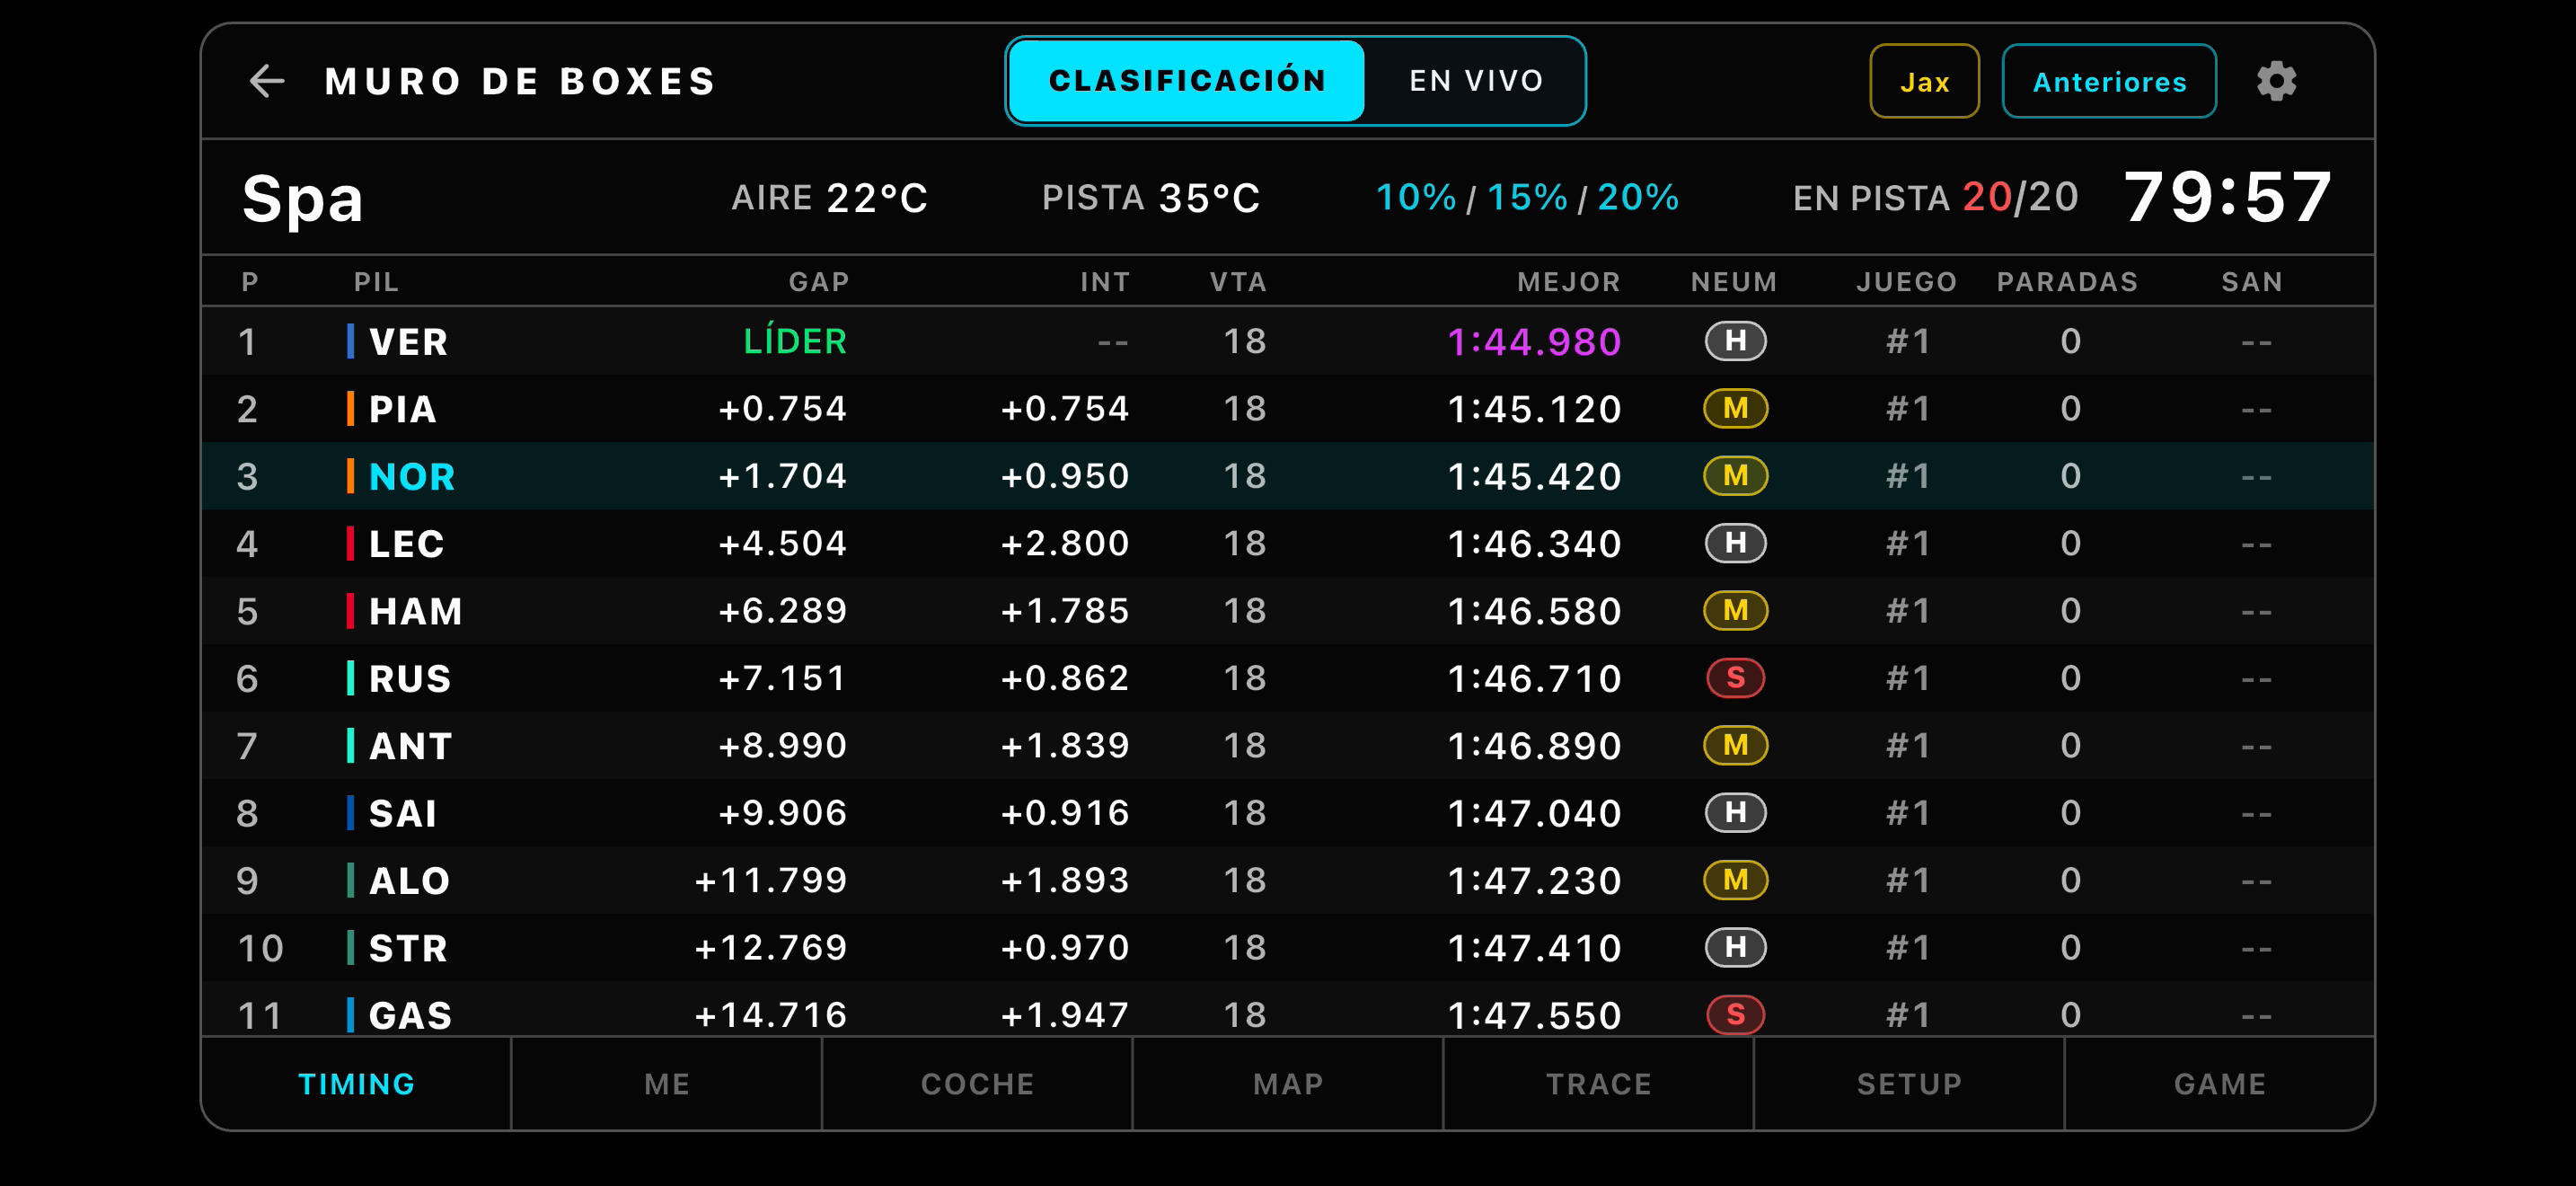 MURO DE BOXES CLASIFICACIÓN EN VIVO Jax Anteriores
Spa AIRE 22°C PISTA 35°C 10% / 15% / 20% EN PISTA 20/20 79:57
P PIL GAP INT VTA MEJOR NEUM JUEGO PARADAS SAN
1 VER LÍDER -- 18 1:44.980 H #1 0 --
2 PIA +0.754 +0.754 18 1:45.120 M #1 0 --
3 NOR +1.704 +0.950 18 1:45.420 M #1 0 --
4 LEC +4.504 +2.800 18 1:46.340 H #1 0 --
5 HAM +6.289 +1.785 18 1:46.580 M #1 0 --
6 RUS +7.151 +0.862 18 1:46.710 S #1 0 --
7 ANT +8.990 +1.839 18 1:46.890 M #1 0 --
8 SAI +9.906 +0.916 18 1:47.040 H #1 0 --
9 ALO +11.799 +1.893 18 1:47.230 M #1 0 --
10 STR +12.769 +0.970 18 1:47.410 H #1 0 --
11 GAS +14.716 +1.947 18 1:47.550 S #1 0 --
TIMING ME COCHE MAP TRACE SETUP GAME